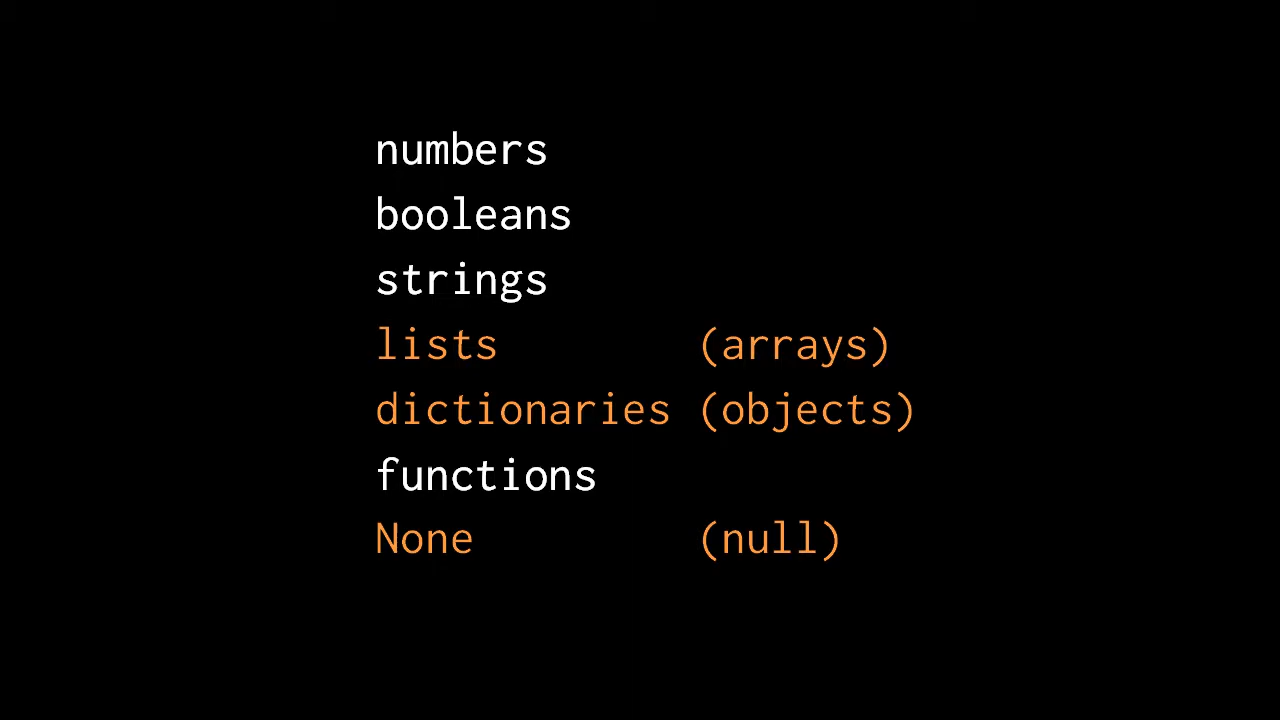 numbers
booleans
strings
lists (arrays)
dictionaries (objects)
functions
None (null)